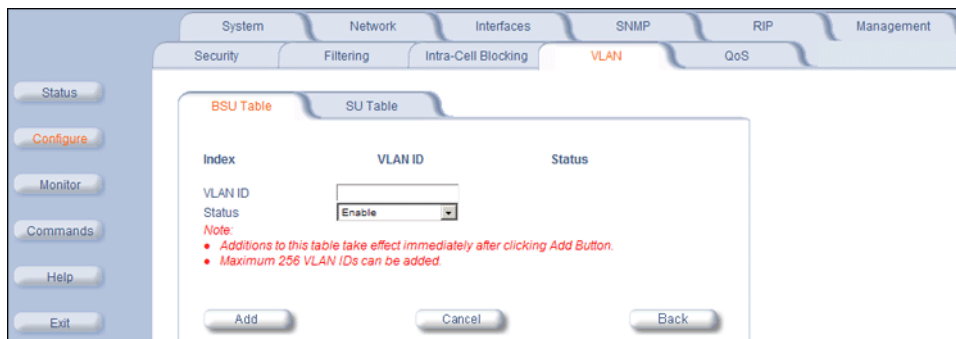 System Network Interfaces SNMP RIP Management
Security Filtering Intra-Cell Blocking VLAN QoS
Status
Configure
Monitor
Commands
Help
Exit
BSU Table SU Table
Index VLAN ID Status
VLAN ID
Status Enable
Note:
• Additions to this table take effect immediately after clicking Add Button.
• Maximum 256 VLAN IDs can be added.
Add Cancel Back